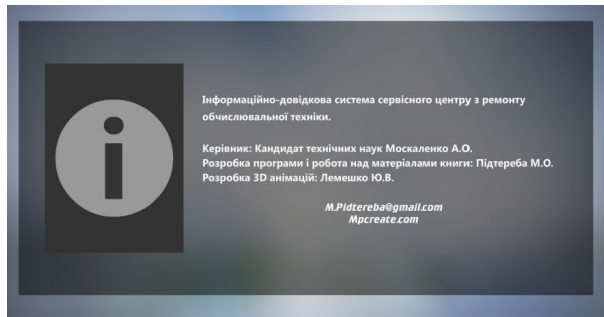 Інформаційно-довідкова система сервісного центру з ремонту
обчислювальної техніки.
Керівник: Кандидат технічних наук Москаленко А.О.
Розробка програми і робота над матеріалами книги: Підтереба М.О.
Розробка 3D анімацій: Лемешко Ю.В.
M.Pidtereba@gmail.com
Mpcreate.com